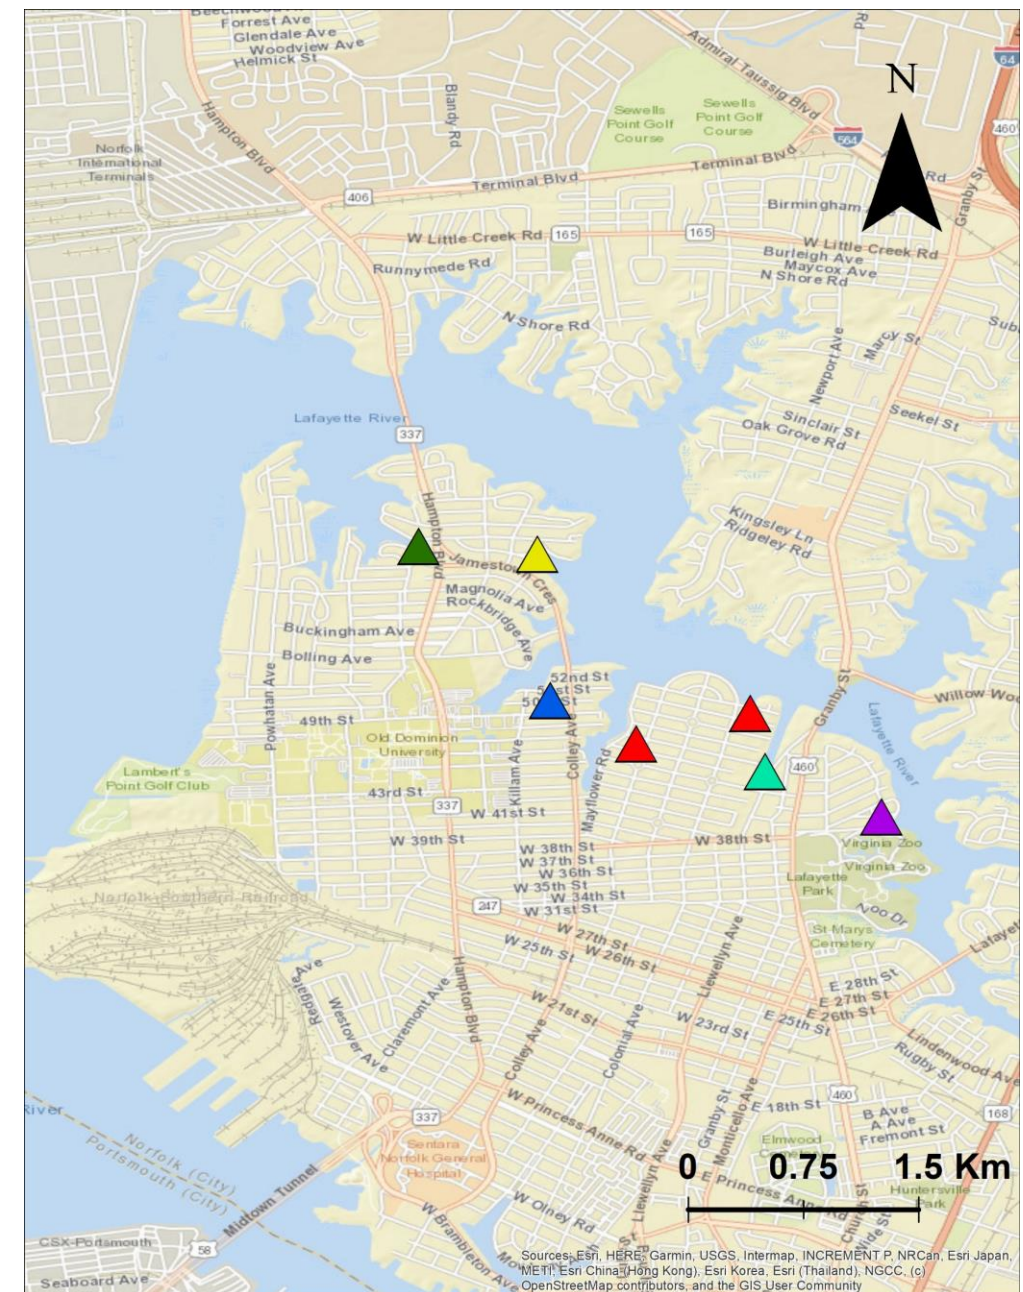 Forrest Ave
Glendale Ave
Woodview Ave
Helmick St
Hampton Blvd
Blandy Rd
Admiral Taussig Blvd
Rd
64
N
Sewells
Point Golf
Course
Sewells
Point Golf
Course
564
460
Norfolk
International
Terminals
Terminal Blvd
Terminal Blvd
Rd
406
Granby St
Birmingham
W Little Creek Rd
165
165
W Little Creek Rd
Burleigh Ave
Maycox Ave
N Shore Rd
Runnymede Rd
N Shore Rd
Marcy St
Newport Ave
Lafayette River
337
Seekel St
Sinclair St
Oak Grove Rd
Hampton Blvd
Kingsley Ln
Ridgeley Rd
Jamestown Cres
Magnolia Ave
Rockbridge Ave
Buckingham Ave
Bolling Ave
Powhatan Ave
52nd St
Granby St
Lafayette River
49th St
Old Dominion
University
Killam Ave
Colley Ave
Mayflower Rd
460
Lambert's
Point Golf Club
43rd St
337
W 41st St
W 39th St
W 38th St
W 38th St
W 37th St
W 36th St
W 35th St
W 34th St
W 31st St
Virginia Zoo
Virginia Zoo
Lafayette
Park
Norfolk-Southern Railroad
247
St Marys
Cemetery
W 27th St
W 26th St
W 25th St
Llewellyn Ave
Hampton Blvd
Redgate Ave
Westover Ave
Claremont Ave
W 21st St
Colley Ave
Colonial Ave
W 23rd St
E 28th St
E 27th St
E 26th St
E 25th St
Lindenwood Ave
Rugby St
River
Norfolk (City)
Portsmouth (City)
337
W Princess Anne Rd
Granby St
Monticello Ave
E 18th St
460
B Ave
A Ave
Fremont St
168
Sentara
Norfolk General
Hospital
Elmwood
0 0.75 1.5 Km
E Princess Anne Rd
Huntersville
Park
Midtown Tunnel
Llewellyn Ave
W Olney Rd
Church St
Wide St
W Brambleton Ave
CSX-Portsmouth
58
Seaboard Ave
Sources: Esri, HERE, Garmin, USGS, Intermap, INCREMENT P, NRCan, Esri Japan,
METI, Esri China (Hong Kong), Esri Korea, Esri (Thailand), NGCC, (c)
OpenStreetMap contributors, and the GIS User Community